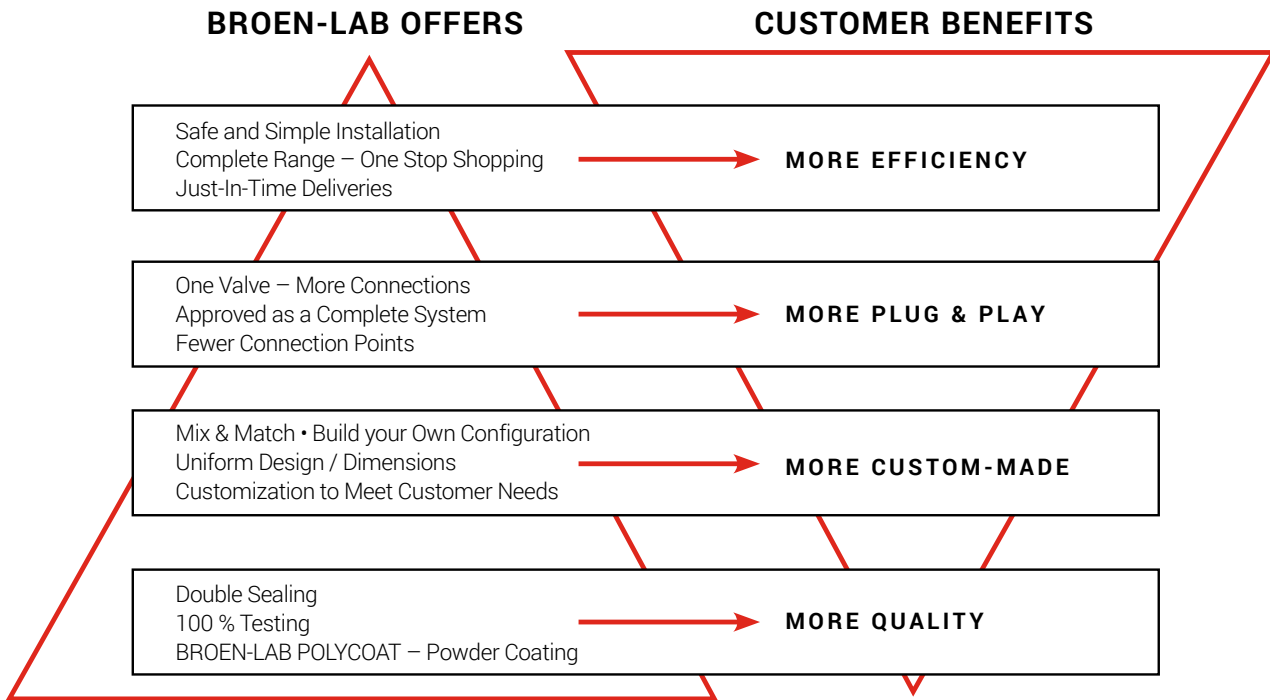 BROEN-LAB OFFERS
CUSTOMER BENEFITS
Safe and Simple Installation
Complete Range – One Stop Shopping
Just-In-Time Deliveries
MORE EFFICIENCY
One Valve – More Connections
Approved as a Complete System
Fewer Connection Points
MORE PLUG & PLAY
Mix & Match • Build your Own Configuration
Uniform Design / Dimensions
Customization to Meet Customer Needs
MORE CUSTOM-MADE
Double Sealing
100 % Testing
BROEN-LAB POLYCOAT – Powder Coating
MORE QUALITY